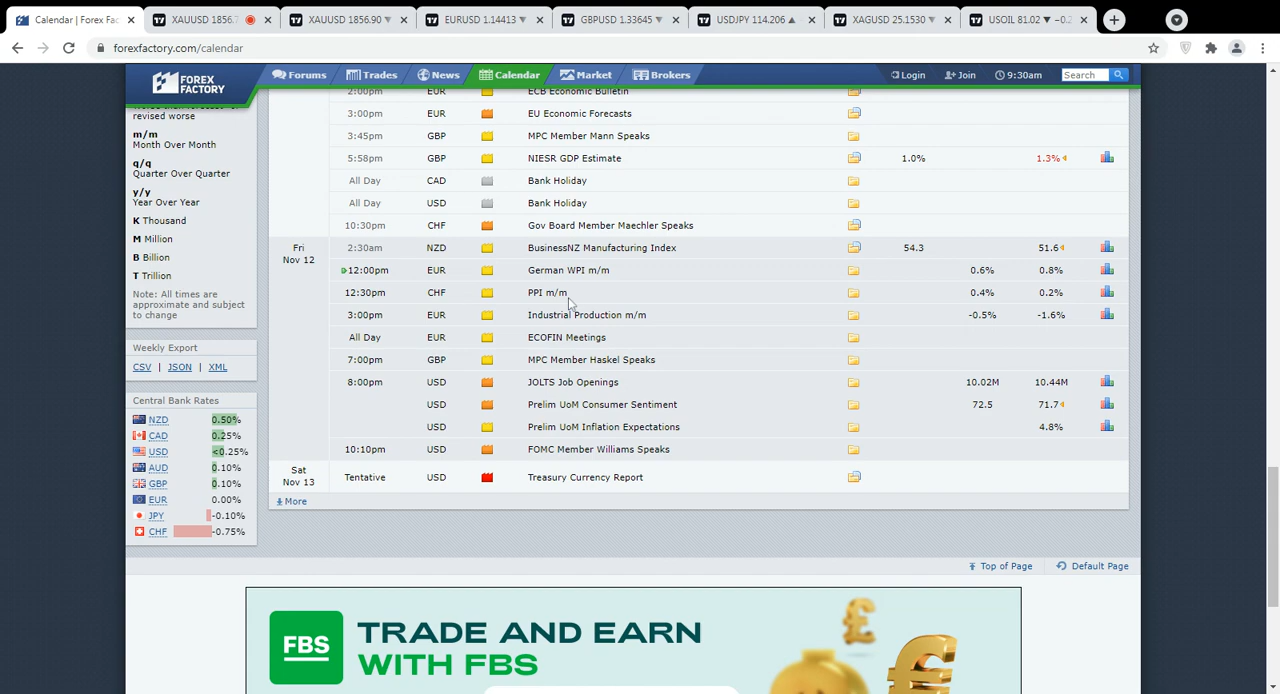 Calendar | Forex Fac
XAUUSD 1856.7
XAUUSD 1856.90 ▼
EURUSD 1.14413 ▼
GBPUSD 1.33645 ▼
USDJPY 114.206 ▲
XAGUSD 25.1530 ▼
USOIL 81.02 ▼ −0.2
forexfactory.com/calendar
FOREX FACTORY
Forums
Trades
News
Calendar
Market
Brokers
Login
Join
9:30am
Search
revised worse
m/m
Month Over Month
q/q
Quarter Over Quarter
y/y
Year Over Year
K Thousand
M Million
B Billion
T Trillion
Note: All times are
approximate and subject
to change
Weekly Export
CSV | JSON | XML
Central Bank Rates
NZD 0.50%
CAD 0.25%
USD <0.25%
AUD 0.10%
GBP 0.10%
EUR 0.00%
JPY -0.10%
CHF -0.75%
2:00pm EUR ECB Economic Bulletin
3:00pm EUR EU Economic Forecasts
3:45pm GBP MPC Member Mann Speaks
5:58pm GBP NIESR GDP Estimate 1.0% 1.3%
All Day CAD Bank Holiday
All Day USD Bank Holiday
10:30pm CHF Gov Board Member Maechler Speaks
Fri
Nov 12
2:30am NZD BusinessNZ Manufacturing Index 54.3 51.6
12:00pm EUR German WPI m/m 0.6% 0.8%
12:30pm CHF PPI m/m 0.4% 0.2%
3:00pm EUR Industrial Production m/m -0.5% -1.6%
All Day EUR ECOFIN Meetings
7:00pm GBP MPC Member Haskel Speaks
8:00pm USD JOLTS Job Openings 10.02M 10.44M
USD Prelim UoM Consumer Sentiment 72.5 71.7
USD Prelim UoM Inflation Expectations 4.8%
10:10pm USD FOMC Member Williams Speaks
Sat
Nov 13
Tentative USD Treasury Currency Report
More
Top of Page
Default Page
FBS
TRADE AND EARN
WITH FBS